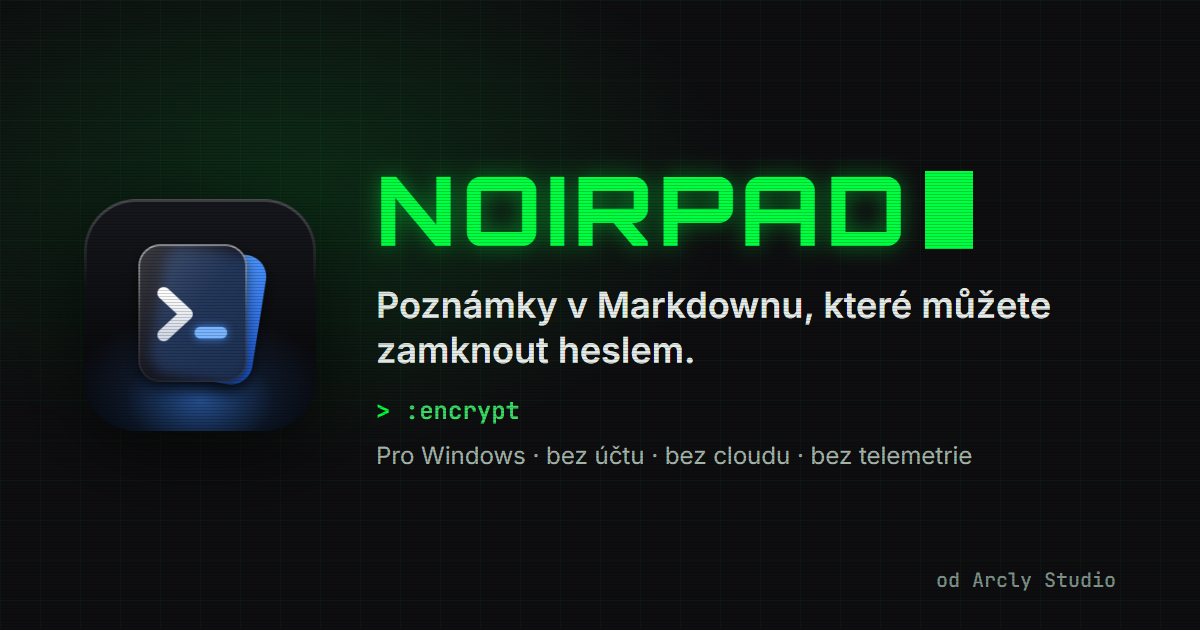 NOIRPAD
Poznámky v Markdownu, které můžete
zamknout heslem.
> :encrypt
Pro Windows · bez účtu · bez cloudu · bez telemetrie
od Arcly Studio